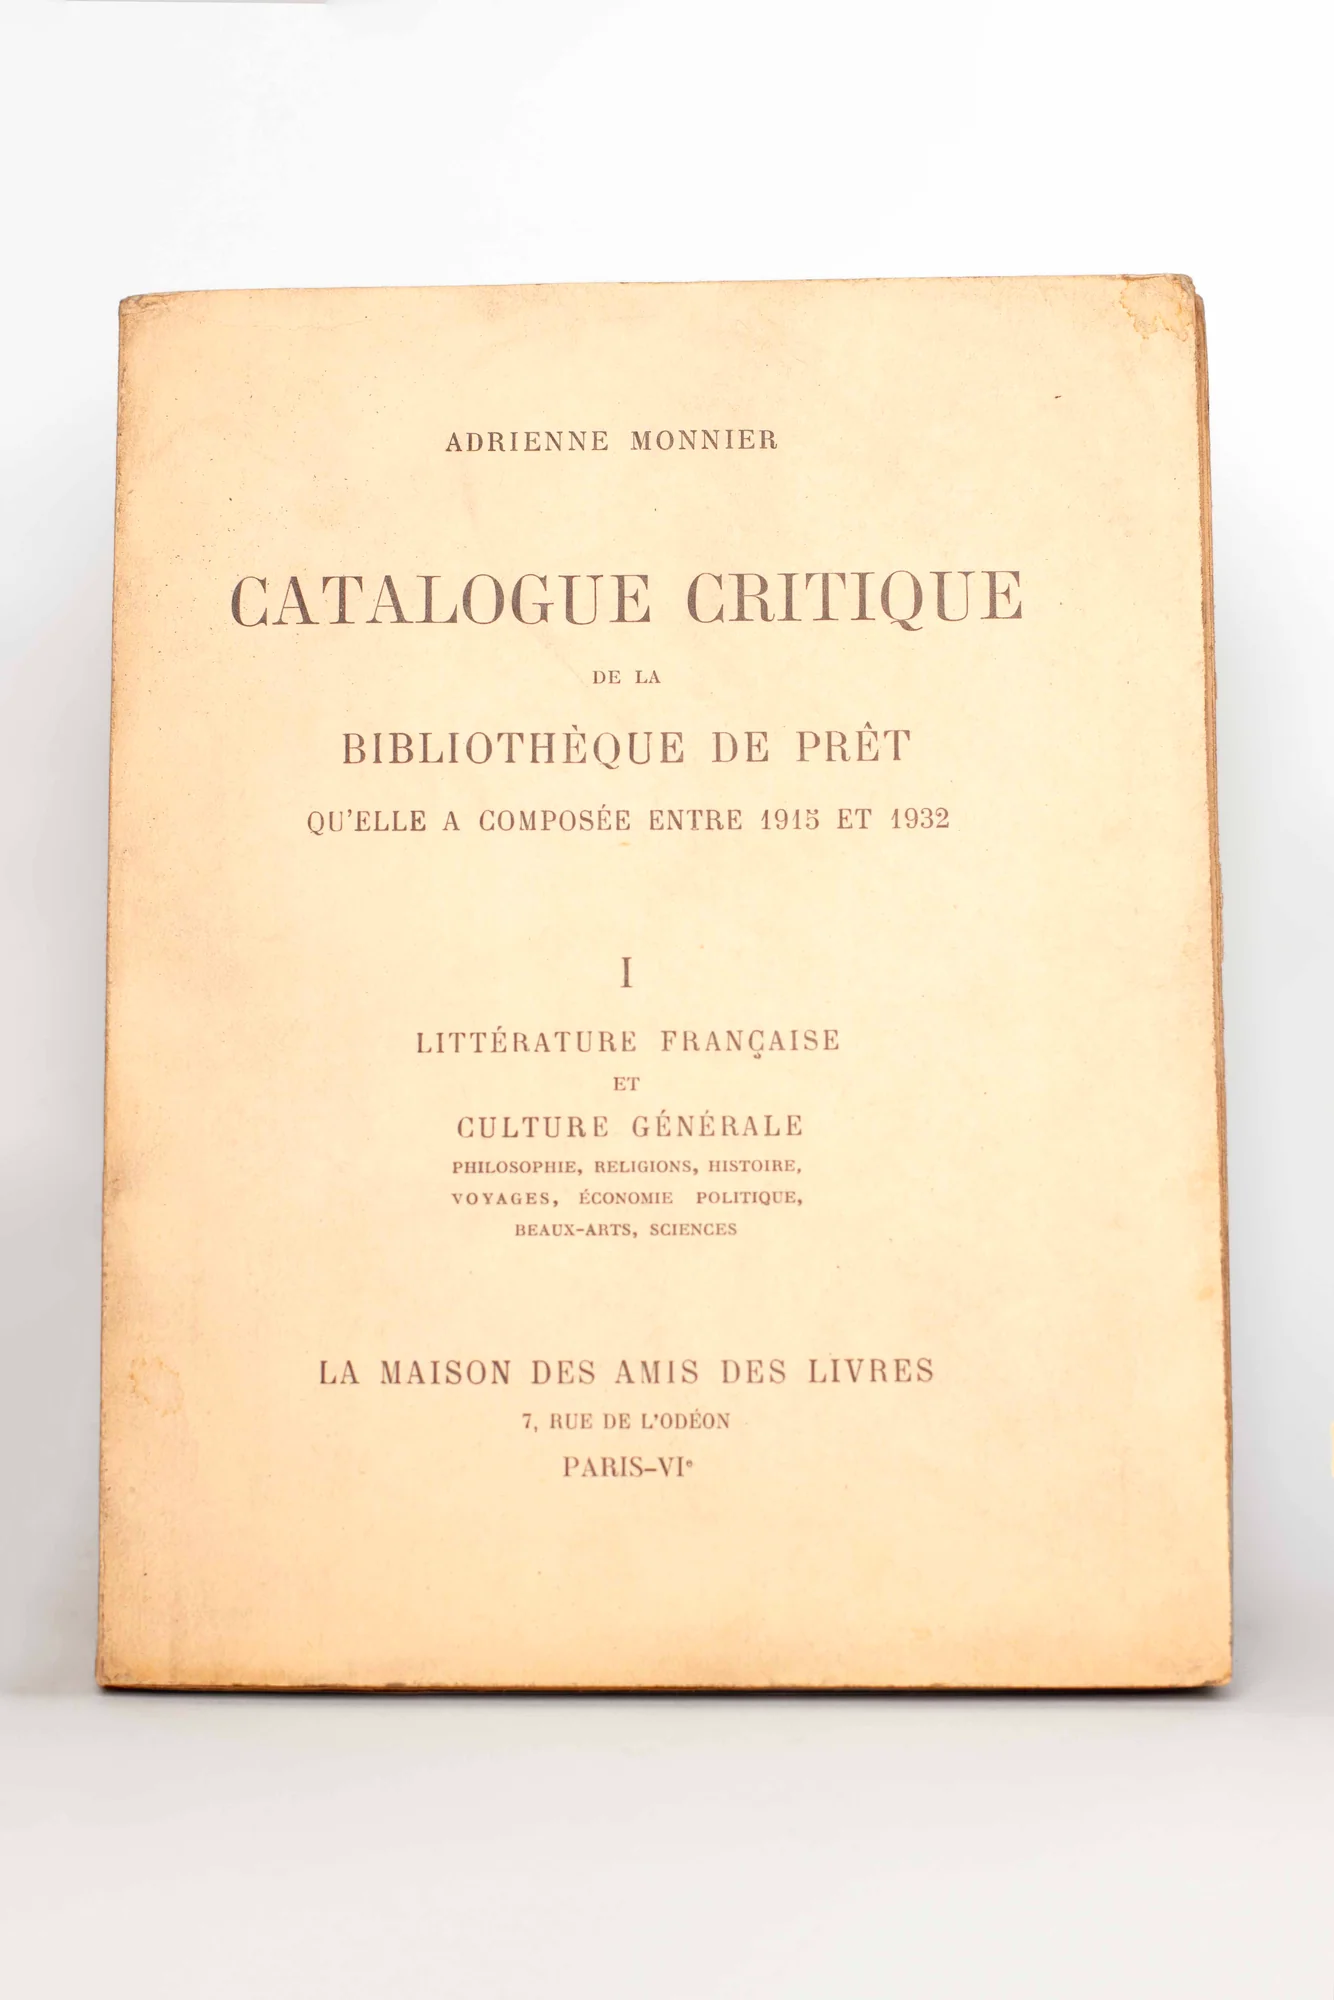 ADRIENNE MONNIER
CATALOGUE CRITIQUE
DE LA
BIBLIOTHÈQUE DE PRÊT
QU'ELLE A COMPOSÉE ENTRE 1915 ET 1932
I
LITTÉRATURE FRANÇAISE
ET
CULTURE GÉNÉRALE
PHILOSOPHIE, RELIGIONS, HISTOIRE,
VOYAGES, ÉCONOMIE POLITIQUE,
BEAUX-ARTS, SCIENCES
LA MAISON DES AMIS DES LIVRES
7, RUE DE L'ODÉON
PARIS-VIᵉ